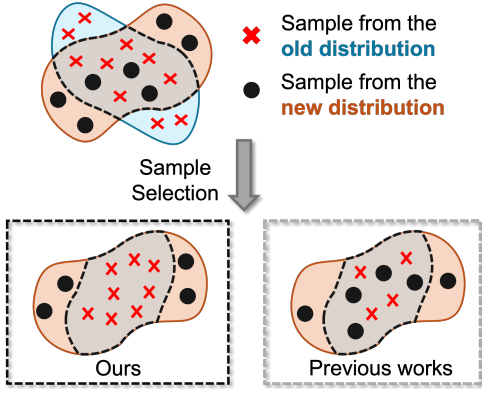 Sample from the
old distribution
Sample from the
new distribution
Sample
Selection
Ours
Previous works